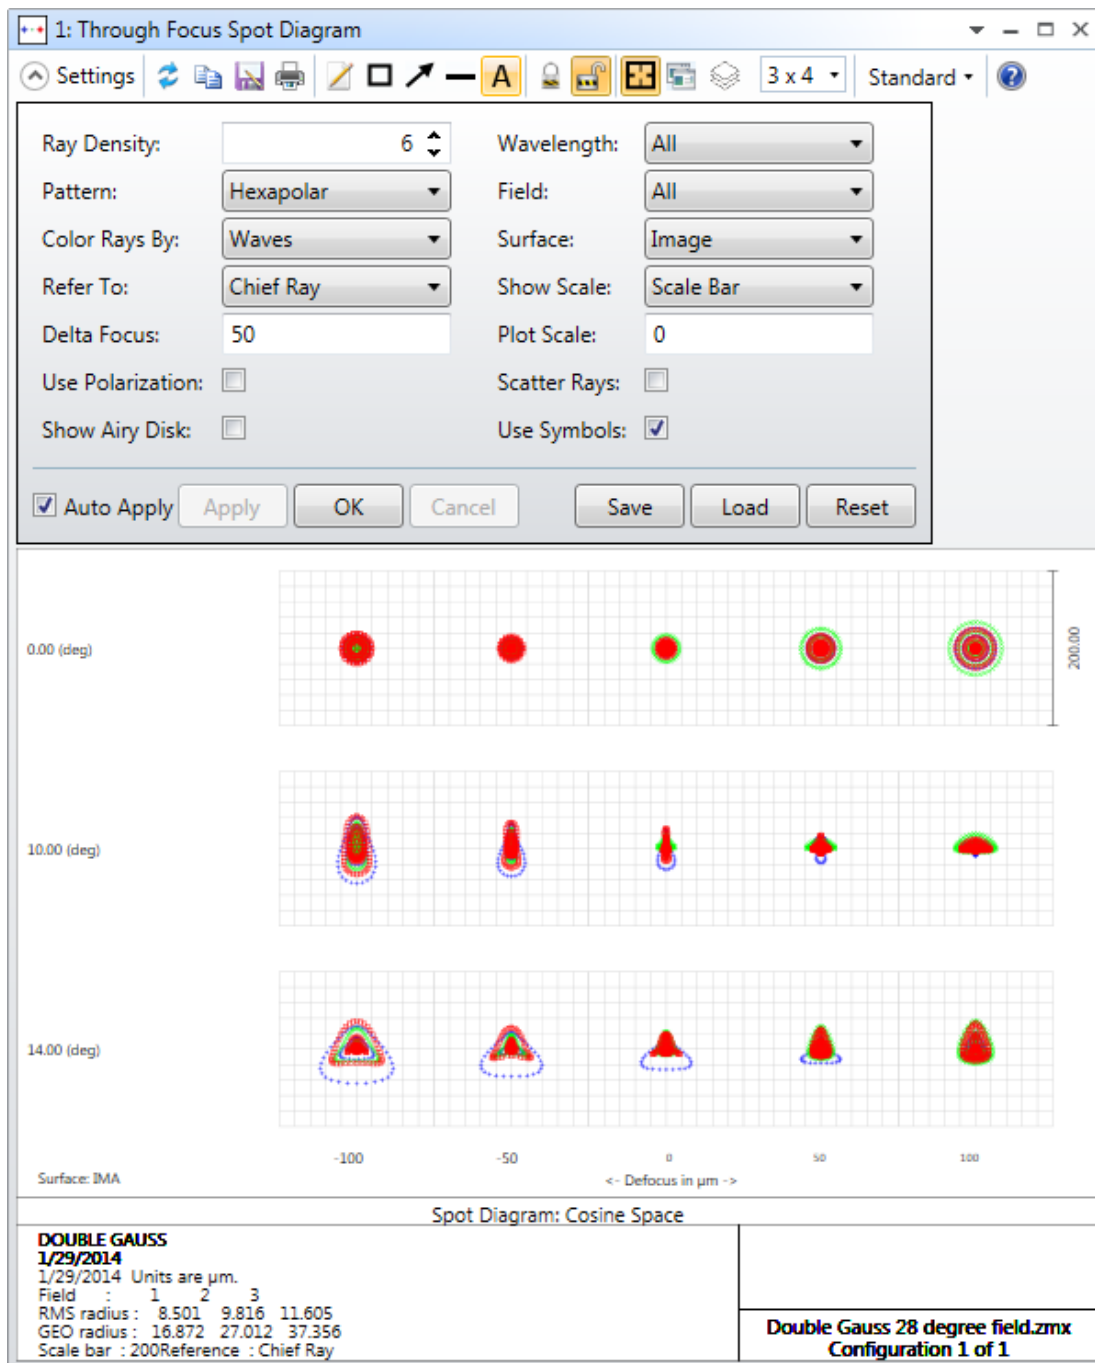 1: Through Focus Spot Diagram
Settings A 3 x 4 Standard
Ray Density: 6 Wavelength: All
Pattern: Hexapolar Field: All
Color Rays By: Waves Surface: Image
Refer To: Chief Ray Show Scale: Scale Bar
Delta Focus: 50 Plot Scale: 0
Use Polarization: Scatter Rays:
Show Airy Disk: Use Symbols:
Auto Apply Apply OK Cancel Save Load Reset
0.00 (deg)
200.00
10.00 (deg)
14.00 (deg)
-100 -50 0 50 100
Surface: IMA <- Defocus in µm ->
Spot Diagram: Cosine Space
DOUBLE GAUSS
1/29/2014
1/29/2014 Units are µm.
Field : 1 2 3
RMS radius : 8.501 9.816 11.605
GEO radius : 16.872 27.012 37.356
Scale bar : 200Reference : Chief Ray
Double Gauss 28 degree field.zmx
Configuration 1 of 1